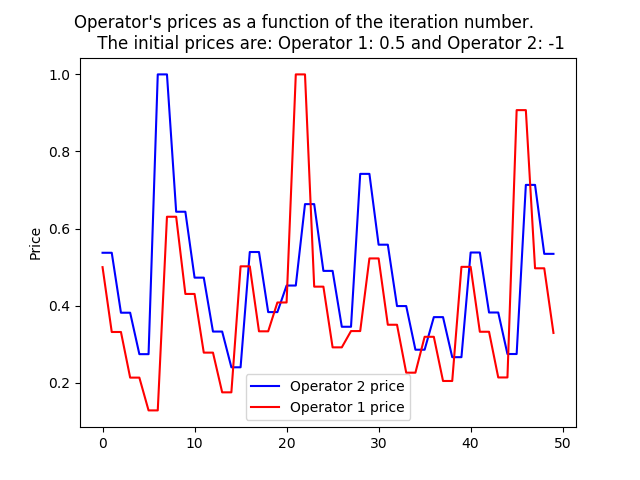 Operator's prices as a function of the iteration number.
The initial prices are: Operator 1: 0.5 and Operator 2: -1
1.0
0.8
0.6
0.4
0.2
Price
Operator 2 price
Operator 1 price
0 10 20 30 40 50